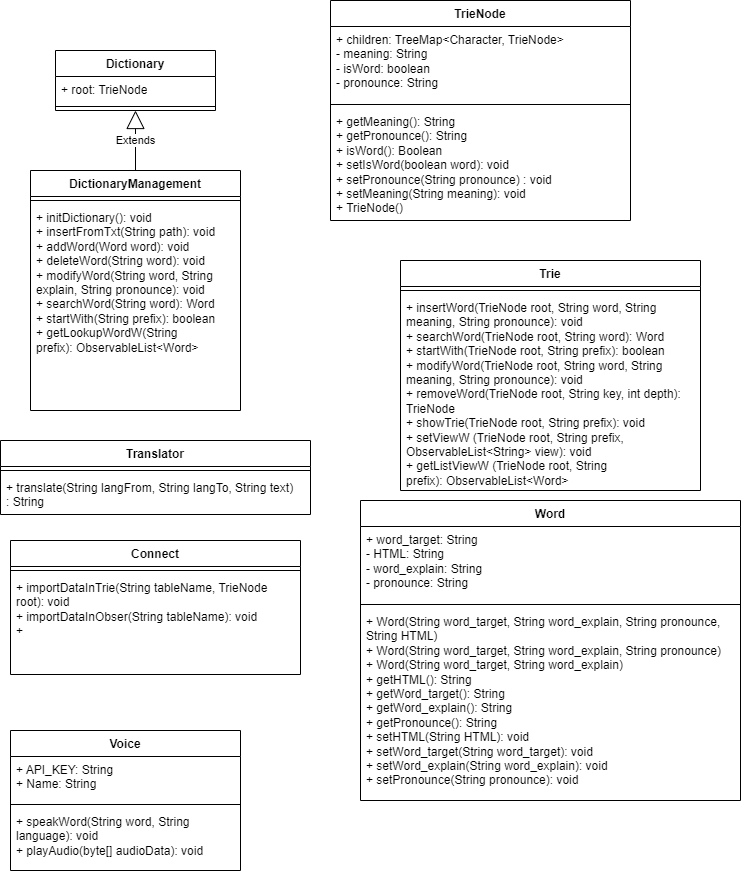 Dictionary
+ root: TrieNode
Extends
DictionaryManagement
+ initDictionary(): void
+ insertFromTxt(String path): void
+ addWord(Word word): void
+ deleteWord(String word): void
+ modifyWord(String word, String
explain, String pronounce): void
+ searchWord(String word): Word
+ startWith(String prefix): boolean
+ getLookupWordW(String
prefix): ObservableList<Word>
TrieNode
+ children: TreeMap<Character, TrieNode>
- meaning: String
- isWord: boolean
- pronounce: String
+ getMeaning(): String
+ getPronounce(): String
+ isWord(): Boolean
+ setIsWord(boolean word): void
+ setPronounce(String pronounce) : void
+ setMeaning(String meaning): void
+ TrieNode()
Trie
+ insertWord(TrieNode root, String word, String
meaning, String pronounce): void
+ searchWord(TrieNode root, String word): Word
+ startWith(TrieNode root, String prefix): boolean
+ modifyWord(TrieNode root, String word, String
meaning, String pronounce): void
+ removeWord(TrieNode root, String key, int depth):
TrieNode
+ showTrie(TrieNode root, String prefix): void
+ setViewW (TrieNode root, String prefix,
ObservableList<String> view): void
+ getListViewW (TrieNode root, String
prefix): ObservableList<Word>
Translator
+ translate(String langFrom, String langTo, String text)
: String
Connect
+ importDataInTrie(String tableName, TrieNode
root): void
+ importDataInObser(String tableName): void
+
Word
+ word_target: String
- HTML: String
- word_explain: String
- pronounce: String
+ Word(String word_target, String word_explain, String pronounce,
String HTML)
+ Word(String word_target, String word_explain, String pronounce)
+ Word(String word_target, String word_explain)
+ getHTML(): String
+ getWord_target(): String
+ getWord_explain(): String
+ getPronounce(): String
+ setHTML(String HTML): void
+ setWord_target(String word_target): void
+ setWord_explain(String word_explain): void
+ setPronounce(String pronounce): void
Voice
+ API_KEY: String
+ Name: String
+ speakWord(String word, String
language): void
+ playAudio(byte[] audioData): void